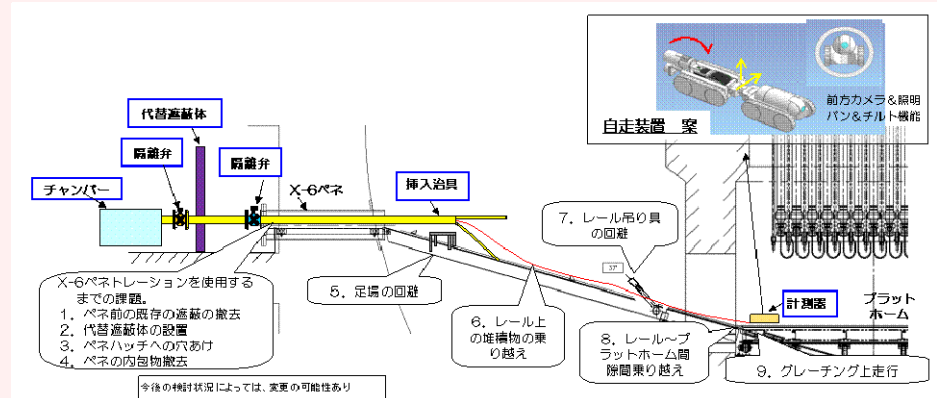 前方カメラ&照明
パン&チルト機能
自走装置　案
代替遮蔽体
隔離弁
隔離弁
チャンバー
X-6ペネ
挿入治具
7. レール吊り具
の回避
37°
X-6ペネトレーションを使用する
までの課題。
1. ペネ前の既存の遮蔽の撤去
2. 代替遮蔽体の設置
3. ペネハッチへの穴あけ
4. ペネの内包物撤去
5. 足場の回避
6. レール上
の堆積物の乗
り越え
計測器
プラット
ホーム
8. レール～プ
ラットホーム間
隙間乗り越え
9. グレーチング上走行
今後の検討状況によっては、変更の可能性あり